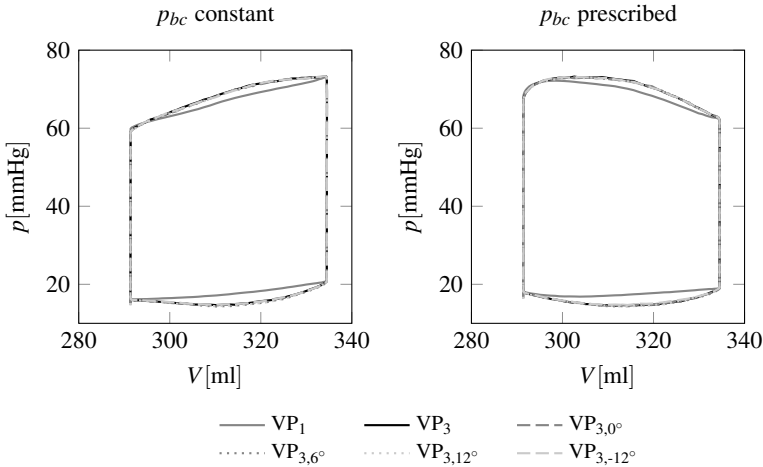 p_bc constant
p_bc prescribed
80
60
40
20
p [mmHg]
280
300
320
340
V [ml]
80
60
40
20
p [mmHg]
280
300
320
340
V [ml]
VP₁
VP₃
VP₃,₀°
VP₃,₆°
VP₃,₁₂°
VP₃,₋₁₂°